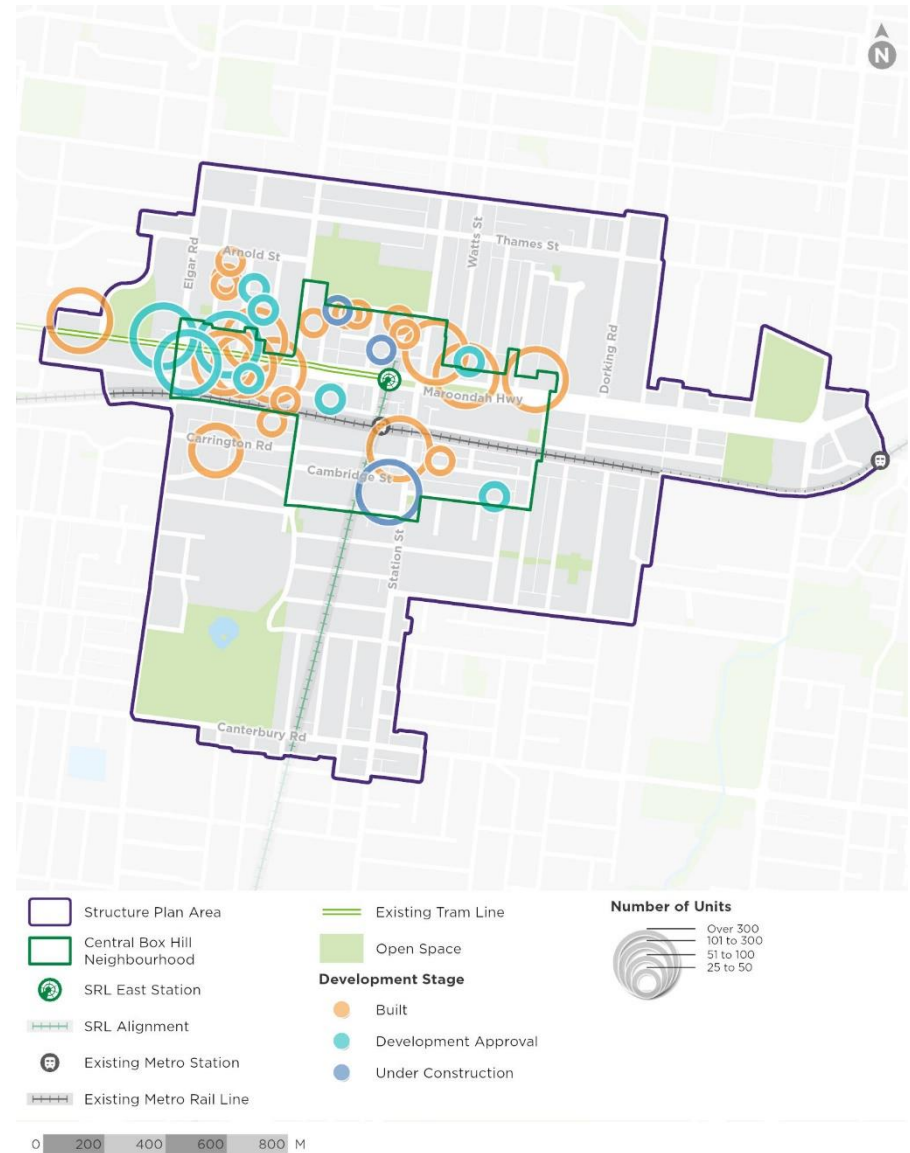 N
Thames St
Watts St
Arnold St
Elgar Rd
Dorking Rd
Maroondah Hwy
Carrington Rd
Cambridge St
Station St
Canterbury Rd
Structure Plan Area
Central Box Hill
Neighbourhood
SRL East Station
SRL Alignment
Existing Metro Station
Existing Metro Rail Line
Existing Tram Line
Open Space
Development Stage
Built
Development Approval
Under Construction
Number of Units
Over 300
101 to 300
51 to 100
25 to 50
0 200 400 600 800 M